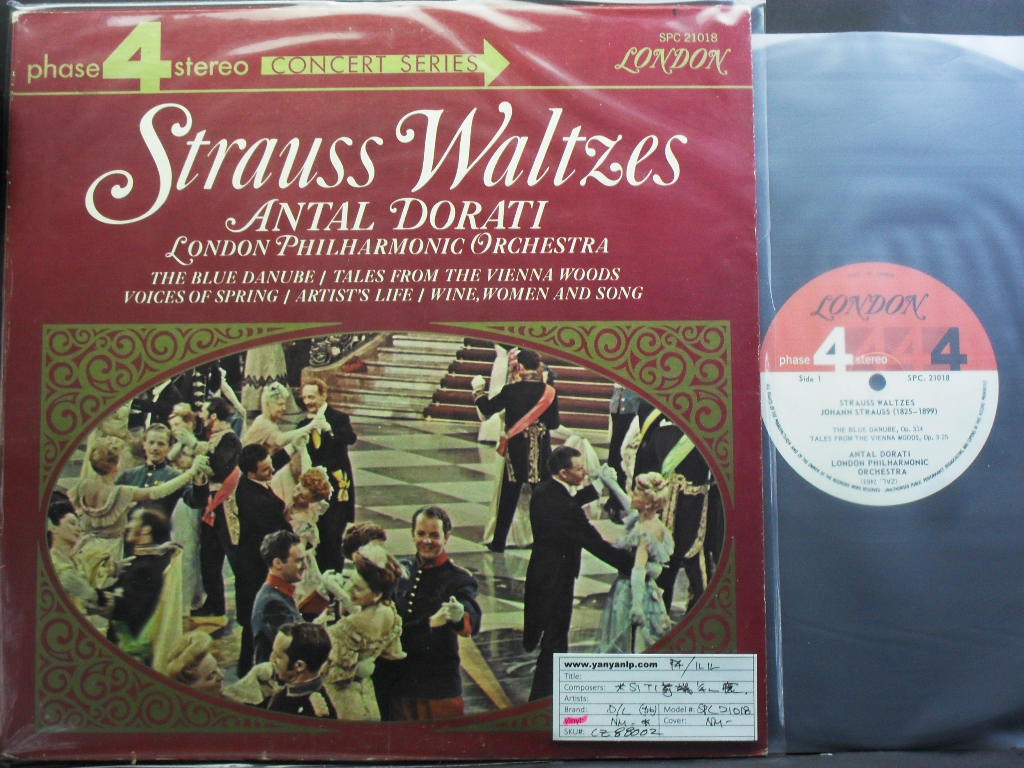 phase 4 stereo CONCERT SERIES
SPC 21018
LONDON
Strauss Waltzes
ANTAL DORATI
LONDON PHILHARMONIC ORCHESTRA
THE BLUE DANUBE / TALES FROM THE VIENNA WOODS
VOICES OF SPRING / ARTIST'S LIFE / WINE, WOMEN AND SONG
LONDON
phase 4 stereo 4
Side 1 SPC. 21018
STRAUSS WALTZES
JOHANN STRAUSS (1825-1899)
THE BLUE DANUBE, Op. 314
TALES FROM THE VIENNA WOODS, Op. 325
ANTAL DORATI
LONDON PHILHARMONIC
ORCHESTRA
www.yanyanlp.com
Title:
Composers:
Artists:
Brand: D/L Model #: SPC 21018
Vinyl: NM- * Cover: NM-
SKU#: CZ88002